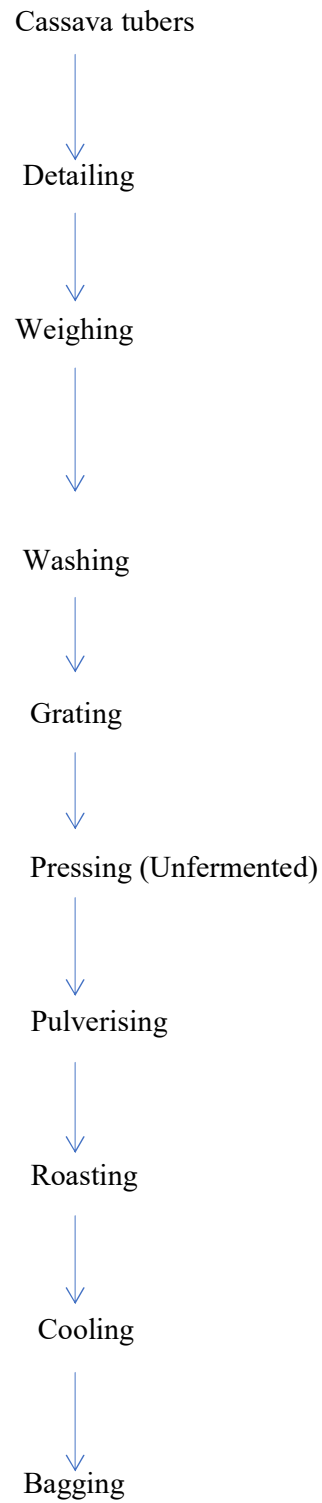 Cassava tubers
Detailing
Weighing
Washing
Grating
Pressing (Unfermented)
Pulverising
Roasting
Cooling
Bagging